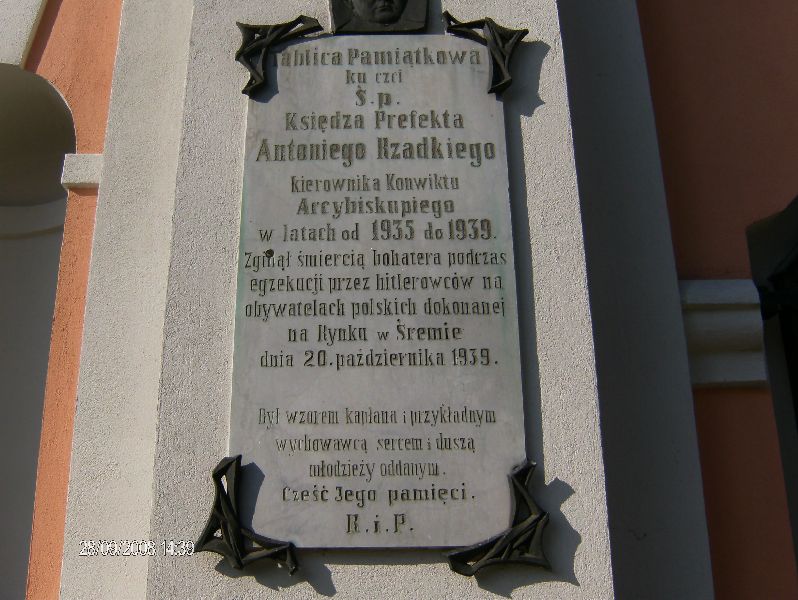 Tablica Pamiątkowa
ku czci
Ś.p.
Księdza Prefekta
Antoniego Rzadkiego
kierownika Konwiktu
Arcybiskupiego
w latach od 1935 do 1939.
Zginął śmiercią bohatera podczas
egzekucji przez hitlerowców na
obywatelach polskich dokonanej
na Rynku w Śremie
dnia 20.października 1939.
Był wzorem kapłana i przykładnym
wychowawcą, sercem i duszą
młodzieży oddanym.
Cześć Jego pamięci.
R.i.P.
28/09/2008 14:39